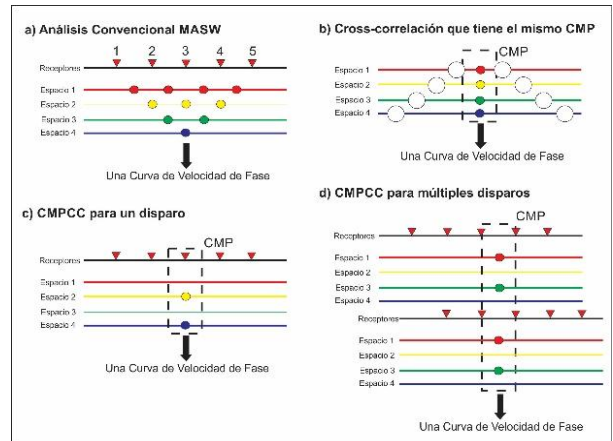 a) Análisis Convencional MASW
1 2 3 4 5
Receptores
Espacio 1
Espacio 2
Espacio 3
Espacio 4
Una Curva de Velocidad de Fase
b) Cross-correlación que tiene el mismo CMP
CMP
Espacio 1
Espacio 2
Espacio 3
Espacio 4
Una Curva de Velocidad de Fase
c) CMPCC para un disparo
CMP
Receptores
Espacio 1
Espacio 2
Espacio 3
Espacio 4
Una Curva de Velocidad de Fase
d) CMPCC para múltiples disparos
CMP
Receptores
Espacio 1
Espacio 2
Espacio 3
Espacio 4
Receptores
Espacio 1
Espacio 2
Espacio 3
Espacio 4
Una Curva de Velocidad de Fase